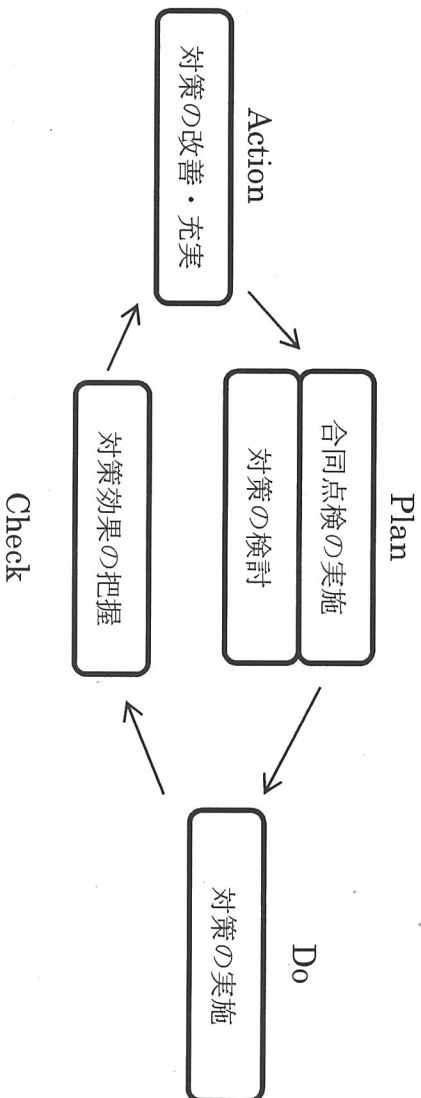 Plan
合同点検の実施
対策の検討
Do
対策の実施
Check
対策効果の把握
Action
対策の改善・充実